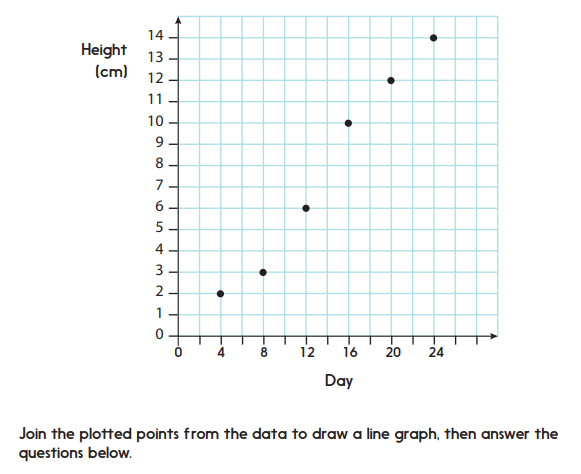 Height
(cm)
14
13
12
11
10
9
8
7
6
5
4
3
2
1
0
0 4 8 12 16 20 24
Day
Join the plotted points from the data to draw a line graph, then answer the
questions below.